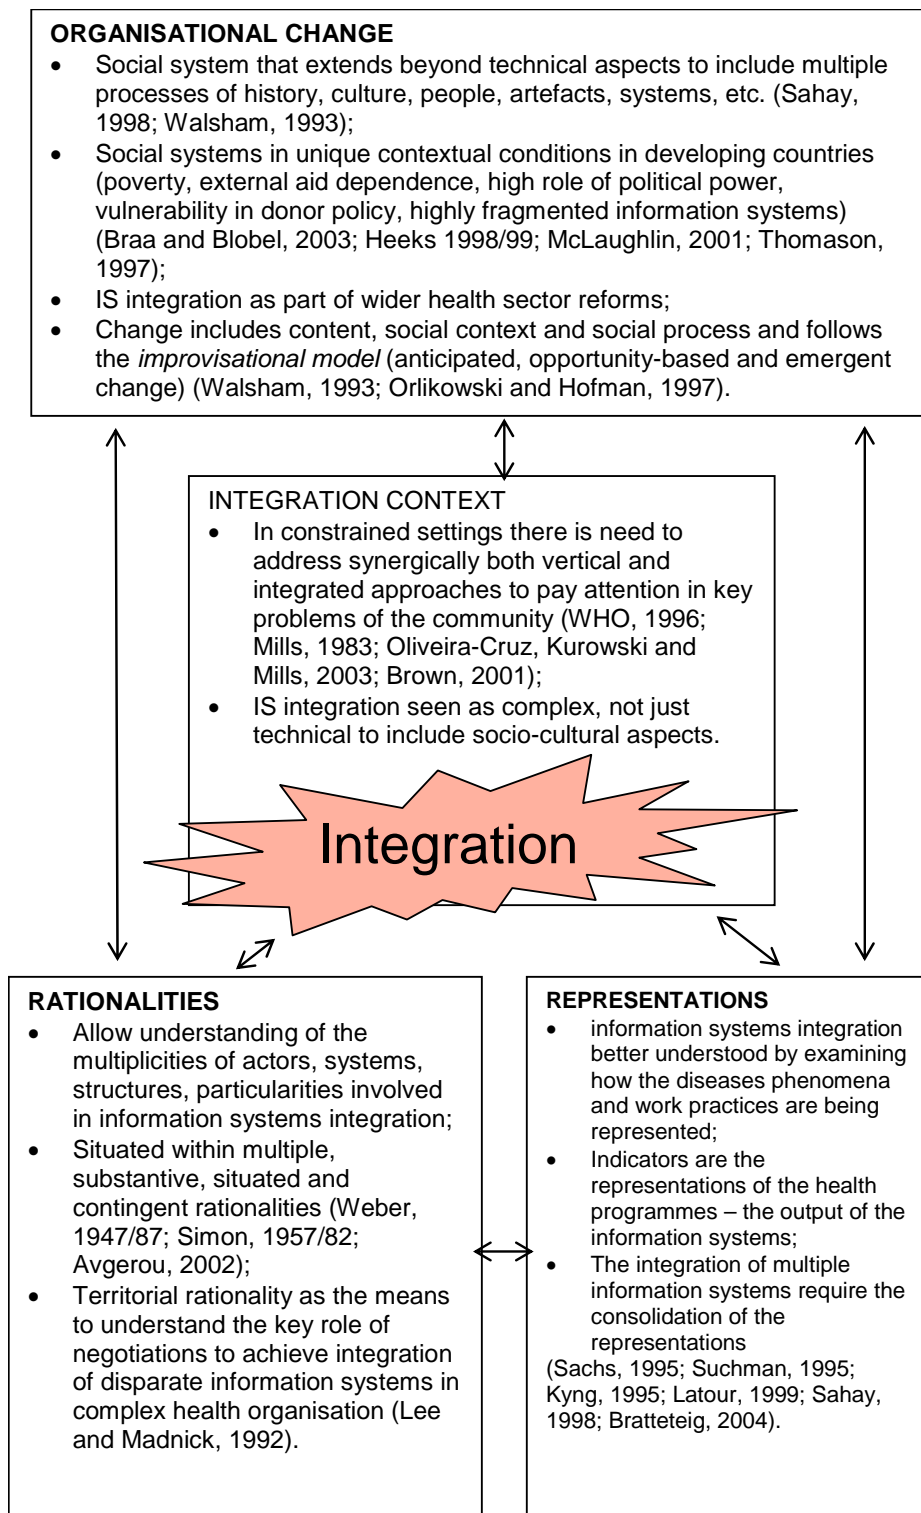 ORGANISATIONAL CHANGE
• Social system that extends beyond technical aspects to include multiple
processes of history, culture, people, artefacts, systems, etc. (Sahay,
1998; Walsham, 1993);
• Social systems in unique contextual conditions in developing countries
(poverty, external aid dependence, high role of political power,
vulnerability in donor policy, highly fragmented information systems)
(Braa and Blobel, 2003; Heeks 1998/99; McLaughlin, 2001; Thomason,
1997);
• IS integration as part of wider health sector reforms;
• Change includes content, social context and social process and follows
the improvisational model (anticipated, opportunity-based and emergent
change) (Walsham, 1993; Orlikowski and Hofman, 1997).
INTEGRATION CONTEXT
• In constrained settings there is need to
address synergically both vertical and
integrated approaches to pay attention in key
problems of the community (WHO, 1996;
Mills, 1983; Oliveira-Cruz, Kurowski and
Mills, 2003; Brown, 2001);
• IS integration seen as complex, not just
technical to include socio-cultural aspects.
Integration
RATIONALITIES
• Allow understanding of the
multiplicities of actors, systems,
structures, particularities involved
in information systems integration;
• Situated within multiple,
substantive, situated and
contingent rationalities (Weber,
1947/87; Simon, 1957/82;
Avgerou, 2002);
• Territorial rationality as the means
to understand the key role of
negotiations to achieve integration
of disparate information systems in
complex health organisation (Lee
and Madnick, 1992).
REPRESENTATIONS
• information systems integration
better understood by examining
how the diseases phenomena
and work practices are being
represented;
• Indicators are the
representations of the health
programmes – the output of the
information systems;
• The integration of multiple
information systems require the
consolidation of the
representations
(Sachs, 1995; Suchman, 1995;
Kyng, 1995; Latour, 1999; Sahay,
1998; Bratteteig, 2004).